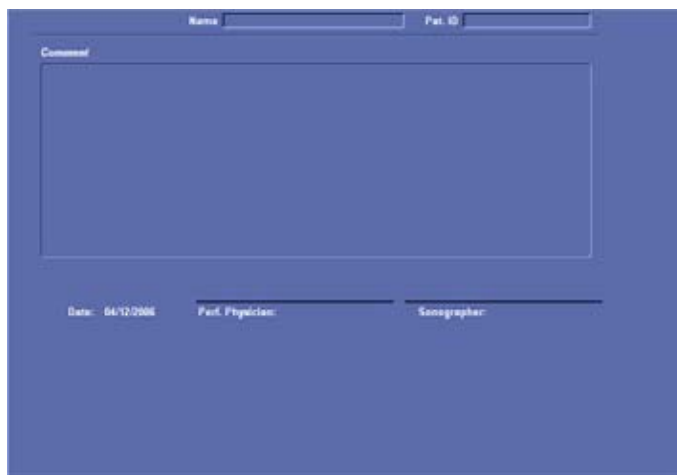 Name Pat. ID
Comment
Date: 04/12/2006 Perf. Physician: Sonographer: